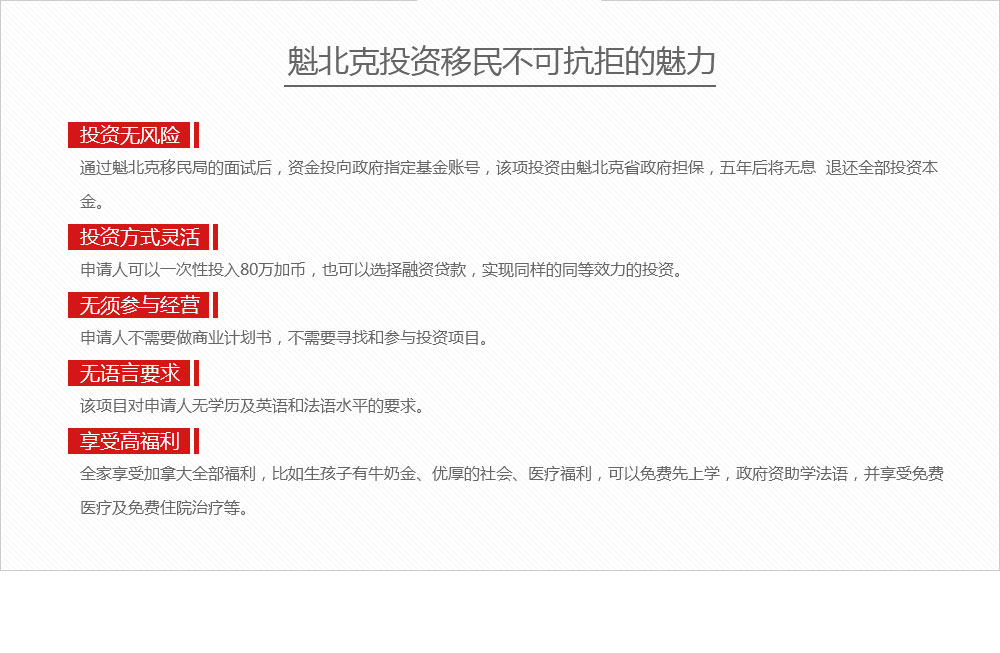 魁北克投资移民不可抗拒的魅力
投资无风险
通过魁北克移民局的面试后，资金投向政府指定基金账号，该项投资由魁北克省政府担保，五年后将无息 退还全部投资本
金。
投资方式灵活
申请人可以一次性投入80万加币，也可以选择融资贷款，实现同样的同等效力的投资。
无须参与经营
申请人不需要做商业计划书，不需要寻找和参与投资项目。
无语言要求
该项目对申请人无学历及英语和法语水平的要求。
享受高福利
全家享受加拿大全部福利，比如生孩子有牛奶金、优厚的社会、医疗福利，可以免费先上学，政府资助学法语，并享受免费
医疗及免费住院治疗等。